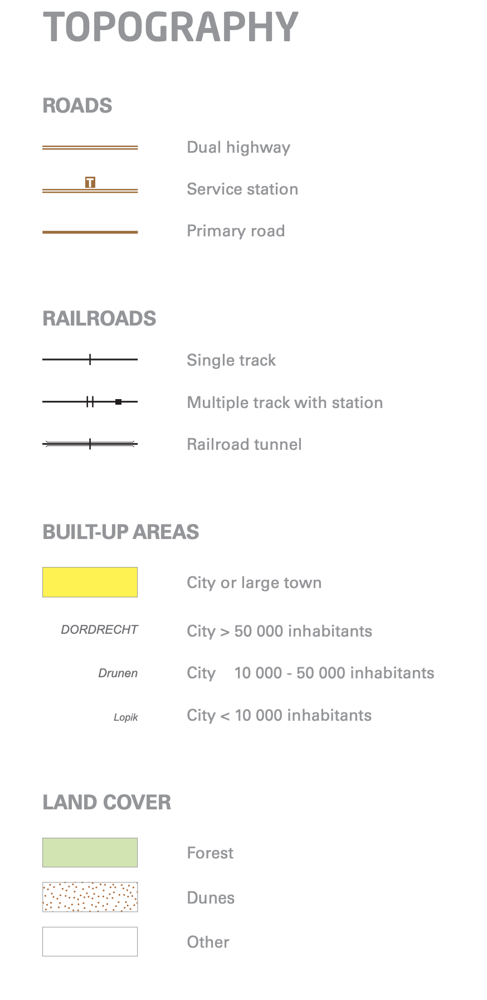 TOPOGRAPHY
ROADS
Dual highway
T
Service station
Primary road
RAILROADS
Single track
Multiple track with station
Railroad tunnel
BUILT-UP AREAS
City or large town
DORDRECHT City > 50 000 inhabitants
Drunen City 10 000 - 50 000 inhabitants
Lopik City < 10 000 inhabitants
LAND COVER
Forest
Dunes
Other